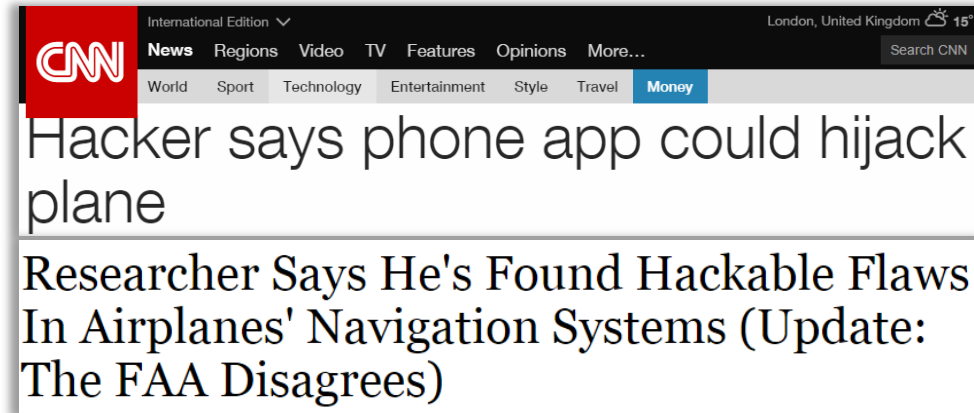 International Edition
London, United Kingdom 15°
CNN
News Regions Video TV Features Opinions More...
Search CNN
World Sport Technology Entertainment Style Travel Money
Hacker says phone app could hijack
plane
Researcher Says He's Found Hackable Flaws
In Airplanes' Navigation Systems (Update:
The FAA Disagrees)